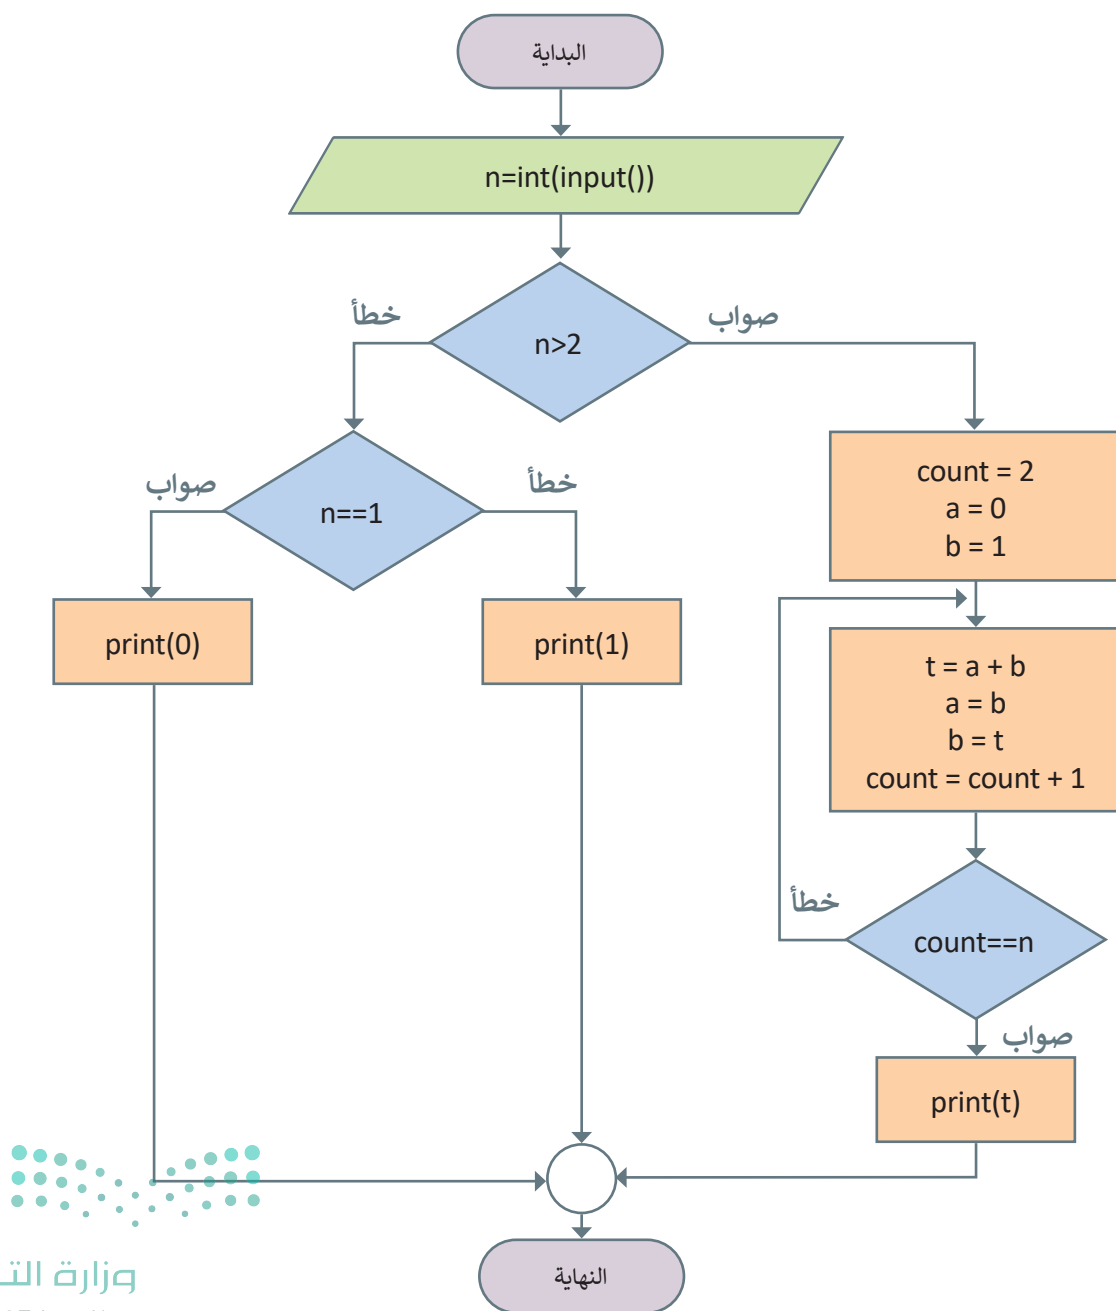 البداية
n=int(input())
خطأ
صواب
n>2
صواب
خطأ
n==1
count = 2
a = 0
b = 1
print(0)
print(1)
t = a + b
a = b
b = t
count = count + 1
خطأ
count==n
صواب
print(t)
النهاية
وزارة